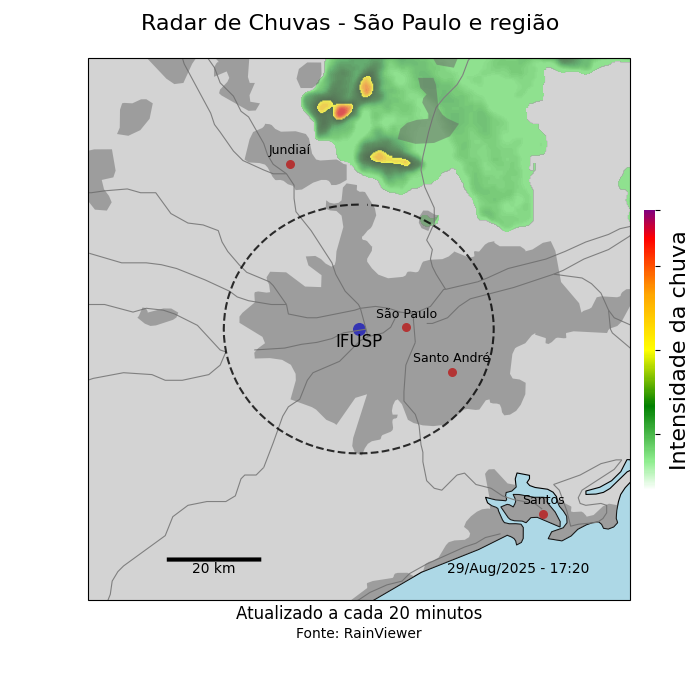 Radar de Chuvas - São Paulo e região
Jundiaí
São Paulo
IFUSP
Santo André
Santos
20 km
29/Aug/2025 - 17:20
Intensidade da chuva
Atualizado a cada 20 minutos
Fonte: RainViewer